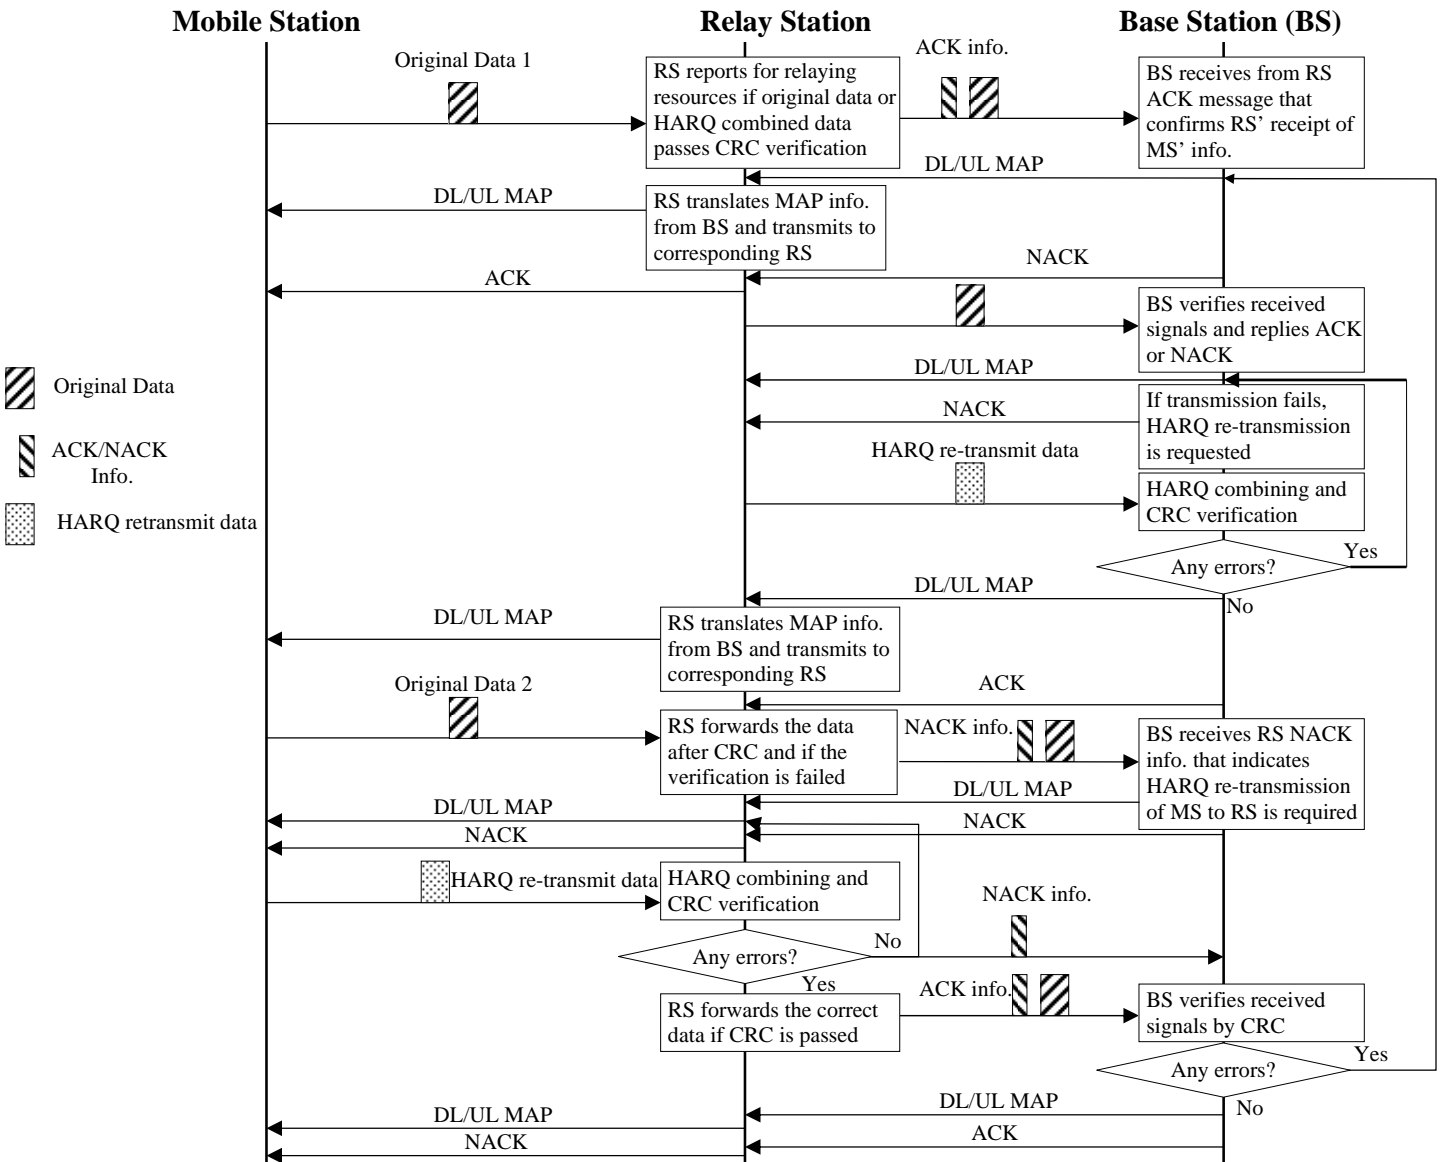 Mobile Station
Relay Station
Base Station (BS)
Original Data 1
RS reports for relaying
resources if original data or
HARQ combined data
passes CRC verification
ACK info.
BS receives from RS
ACK message that
confirms RS’ receipt of
MS’ info.
DL/UL MAP
DL/UL MAP
RS translates MAP info.
from BS and transmits to
corresponding RS
NACK
ACK
BS verifies received
signals and replies ACK
or NACK
Original Data
ACK/NACK
Info.
HARQ retransmit data
DL/UL MAP
NACK
If transmission fails,
HARQ re-transmission
is requested
HARQ re-transmit data
HARQ combining and
CRC verification
Any errors?
Yes
No
DL/UL MAP
DL/UL MAP
RS translates MAP info.
from BS and transmits to
corresponding RS
ACK
Original Data 2
RS forwards the data
after CRC and if the
verification is failed
NACK info.
BS receives RS NACK
info. that indicates
HARQ re-transmission
of MS to RS is required
DL/UL MAP
DL/UL MAP
NACK
NACK
HARQ re-transmit data
HARQ combining and
CRC verification
NACK info.
Any errors?
No
Yes
RS forwards the correct
data if CRC is passed
ACK info.
BS verifies received
signals by CRC
Any errors?
Yes
No
DL/UL MAP
DL/UL MAP
ACK
NACK